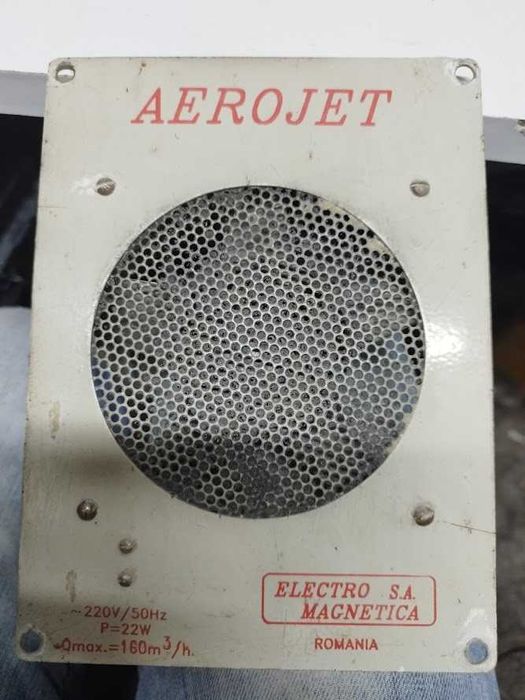 AEROJET
~220V/50Hz
P=22W
Qmax.=160m³/h.
ELECTRO S.A.
MAGNETICA
ROMANIA